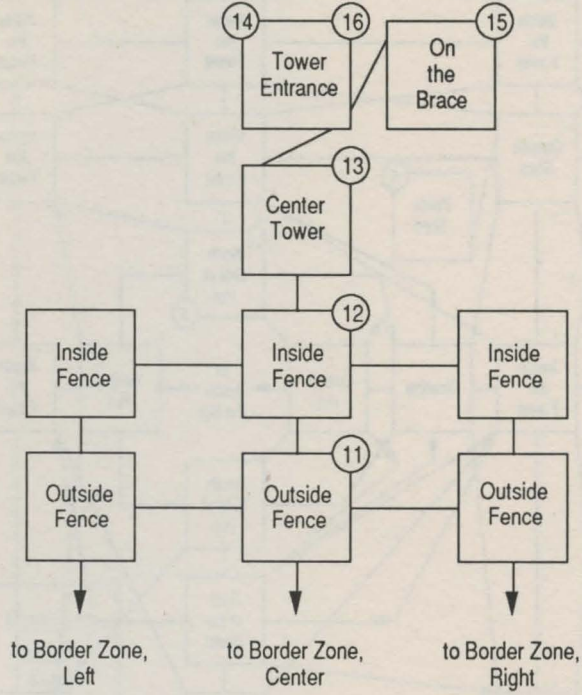 14
16
15
Tower
Entrance
On
the
Brace
13
Center
Tower
12
Inside
Fence
Inside
Fence
Inside
Fence
11
Outside
Fence
Outside
Fence
Outside
Fence
to Border Zone,
Left
to Border Zone,
Center
to Border Zone,
Right